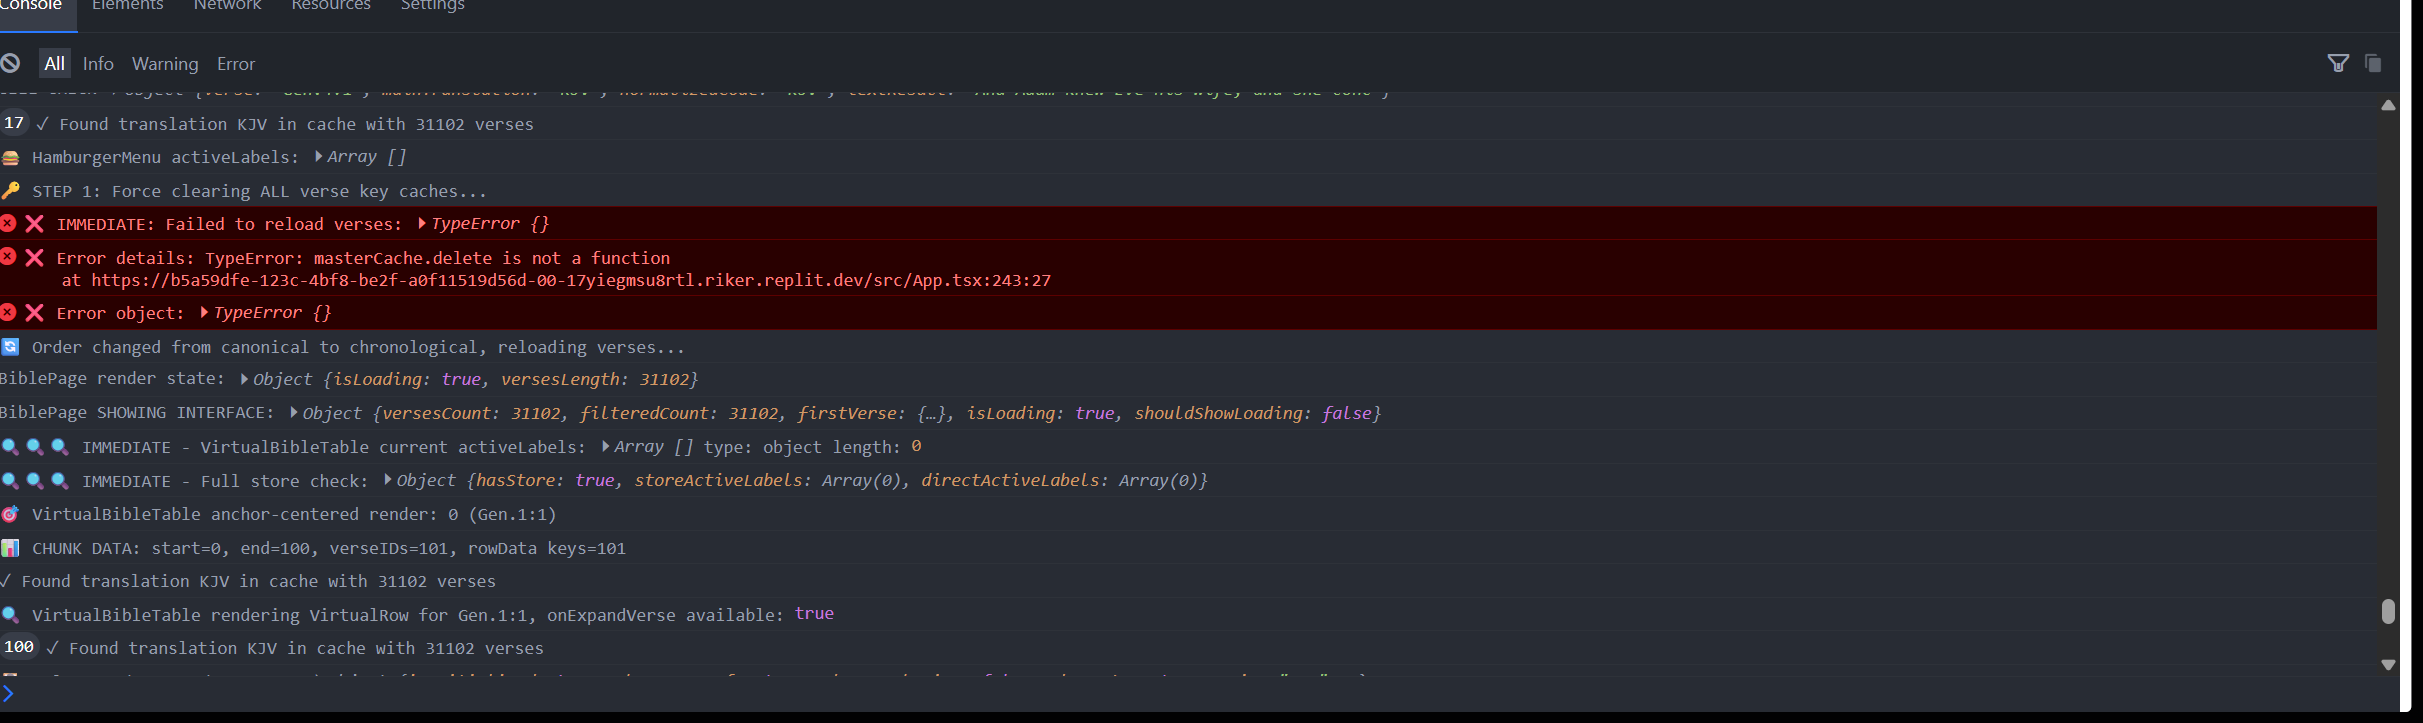 Console Elements Network Resources Settings
All Info Warning Error
17 ✓ Found translation KJV in cache with 31102 verses
🍔 HamburgerMenu activeLabels: ▶Array []
🔑 STEP 1: Force clearing ALL verse key caches...
❌ IMMEDIATE: Failed to reload verses: ▶TypeError {}
❌ Error details: TypeError: masterCache.delete is not a function
at https://b5a59dfe-123c-4bf8-be2f-a0f11519d56d-00-17yiegmsu8rtl.riker.replit.dev/src/App.tsx:243:27
❌ Error object: ▶TypeError {}
🔄 Order changed from canonical to chronological, reloading verses...
BiblePage render state: ▶Object {isLoading: true, versesLength: 31102}
BiblePage SHOWING INTERFACE: ▶Object {versesCount: 31102, filteredCount: 31102, firstVerse: {…}, isLoading: true, shouldShowLoading: false}
🔍🔍🔍 IMMEDIATE - VirtualBibleTable current activeLabels: ▶Array [] type: object length: 0
🔍🔍🔍 IMMEDIATE - Full store check: ▶Object {hasStore: true, storeActiveLabels: Array(0), directActiveLabels: Array(0)}
🎯 VirtualBibleTable anchor-centered render: 0 (Gen.1:1)
📊 CHUNK DATA: start=0, end=100, verseIDs=101, rowData keys=101
✓ Found translation KJV in cache with 31102 verses
🔍 VirtualBibleTable rendering VirtualRow for Gen.1:1, onExpandVerse available: true
100 ✓ Found translation KJV in cache with 31102 verses